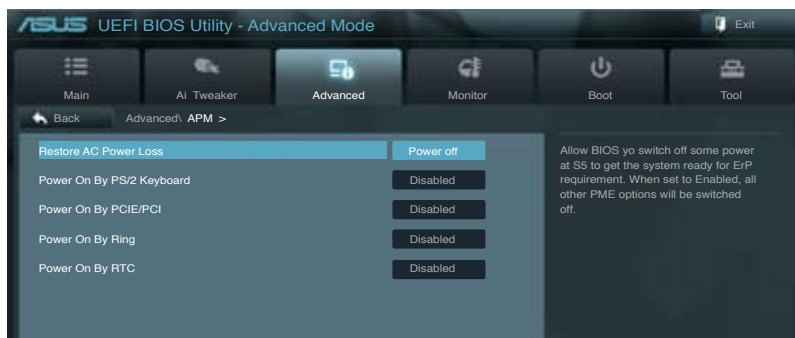 ASUS UEFI BIOS Utility - Advanced Mode
Exit
Main
Ai Tweaker
Advanced
Monitor
Boot
Tool
Back
Advanced\ APM >
Restore AC Power Loss
Power off
Power On By PS/2 Keyboard
Disabled
Power On By PCIE/PCI
Disabled
Power On By Ring
Disabled
Power On By RTC
Disabled
Allow BIOS yo switch off some power
at S5 to get the system ready for ErP
requirement. When set to Enabled, all
other PME options will be switched
off.